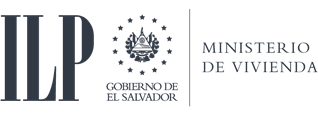 ILP
GOBIERNO DE
EL SALVADOR
MINISTERIO
DE VIVIENDA